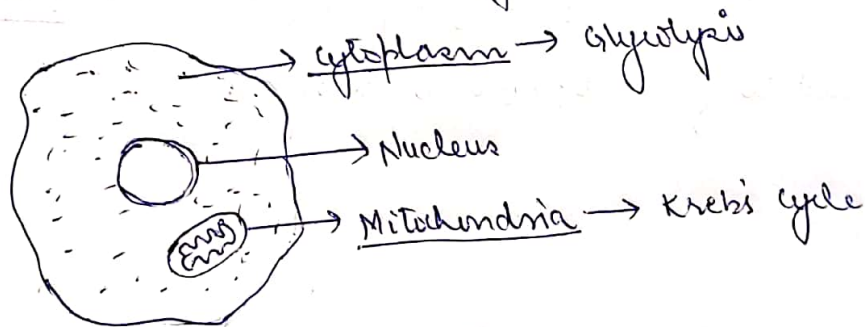 cytoplasm → Glycolysis
Nucleus
Mitochondria → Kreb's cycle